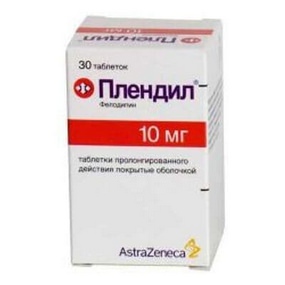 30 таблеток
Плендил®
Фелодипин
10 мг
таблетки пролонгированного
действия покрытые оболочкой
AstraZeneca